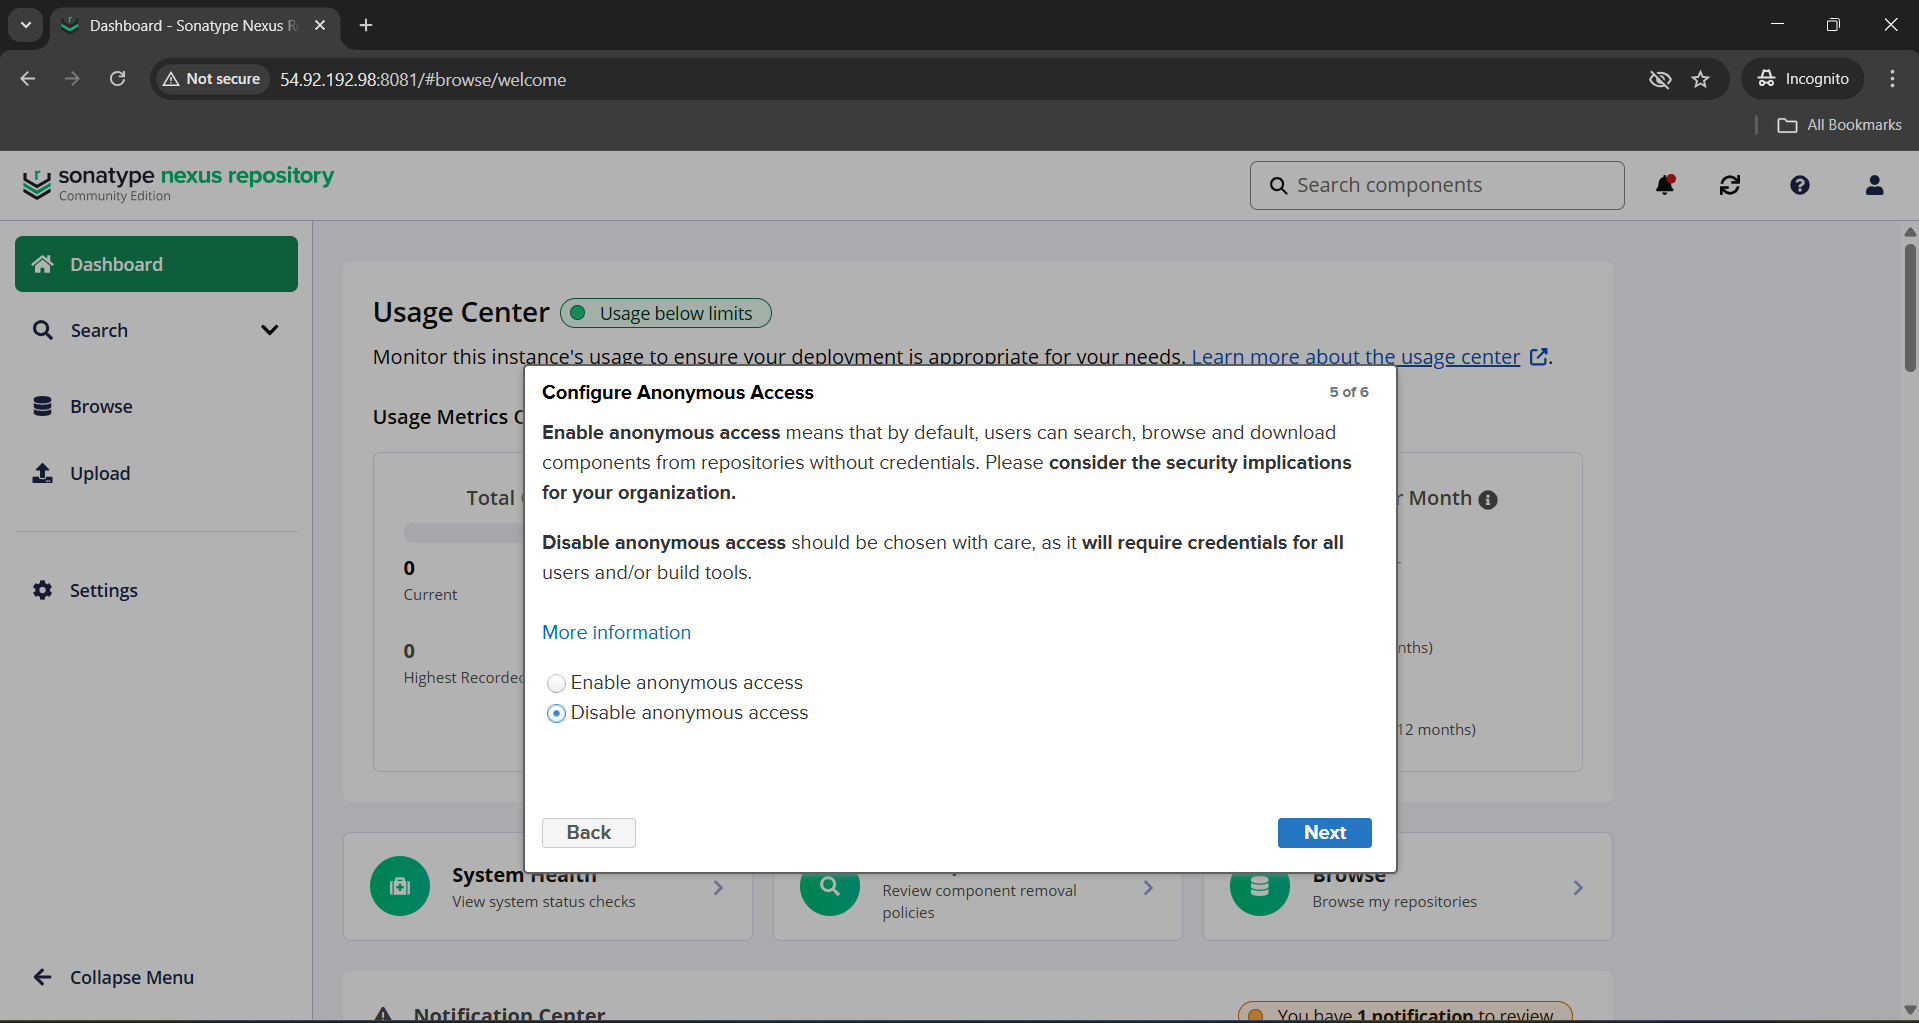 Dashboard - Sonatype Nexus R
Not secure
54.92.192.98:8081/#browse/welcome
Incognito
All Bookmarks
sonatype nexus repository
Community Edition
Search components
Dashboard
Search
Browse
Upload
Settings
Collapse Menu
Usage Center
Usage below limits
Monitor this instance's usage to ensure your deployment is appropriate for your needs. Learn more about the usage center.
Usage Metrics
Total
r Month
0
Current
0
Highest Recorded
nths)
12 months)
Configure Anonymous Access
5 of 6
Enable anonymous access means that by default, users can search, browse and download
components from repositories without credentials. Please consider the security implications
for your organization.
Disable anonymous access should be chosen with care, as it will require credentials for all
users and/or build tools.
More information
Enable anonymous access
Disable anonymous access
Back
Next
System Health
View system status checks
Review component removal
policies
Browse
Browse my repositories
Notification Center
You have 1 notification to review